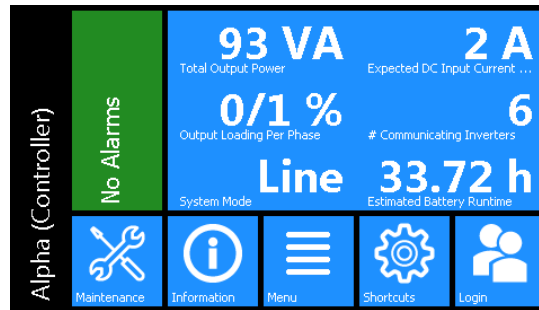 Alpha (Controller)
No Alarms
93 VA
Total Output Power
2 A
Expected DC Input Current ...
0/1 %
Output Loading Per Phase
6
# Communicating Inverters
Line
System Mode
33.72 h
Estimated Battery Runtime
Maintenance
Information
Menu
Shortcuts
Login